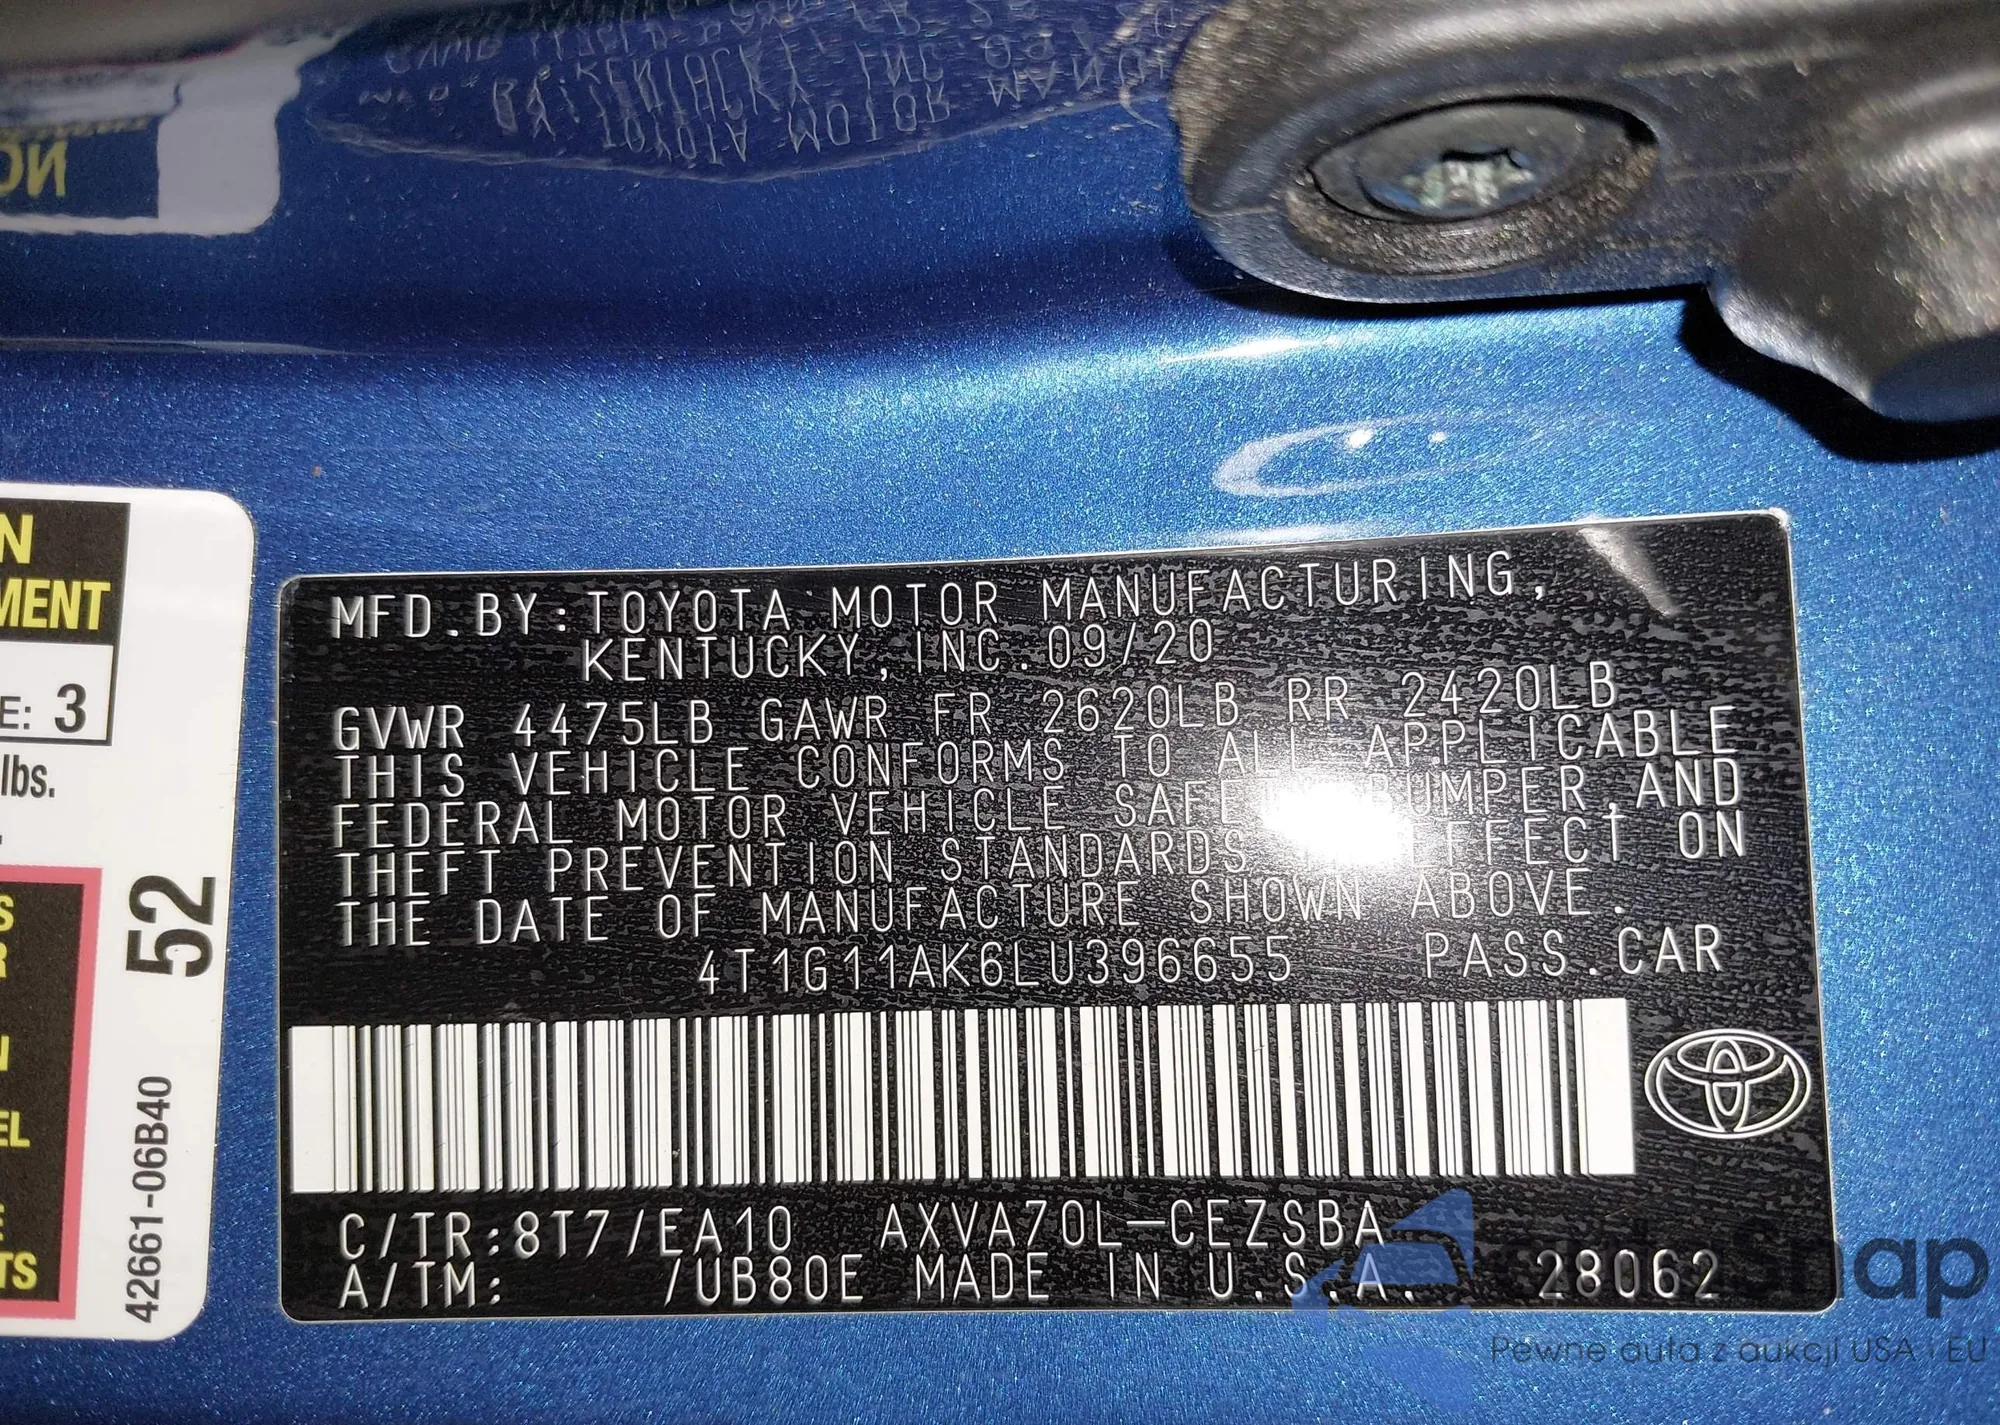 N
MENT
E: 3
lbs.
52
42661-06B40
MFD.BY:TOYOTA MOTOR MANUFACTURING,
KENTUCKY,INC.09/20
GVWR 4475LB GAWR FR 2620LB RR 2420LB
THIS VEHICLE CONFORMS TO ALL APPLICABLE
FEDERAL MOTOR VEHICLE BUMPER,AND
THEFT PREVENTION STANDARDS EFFECT ON
THE DATE OF MANUFACTURE SHOWN ABOVE.
4T1G11AK6LU396655 PASS.CAR
C/TR:8T7/EA10 AXVA70L-CEZSBA
A/TM: /UB80E MADE IN U.S.A. 28062
Pewne auta z aukcji USA i EU